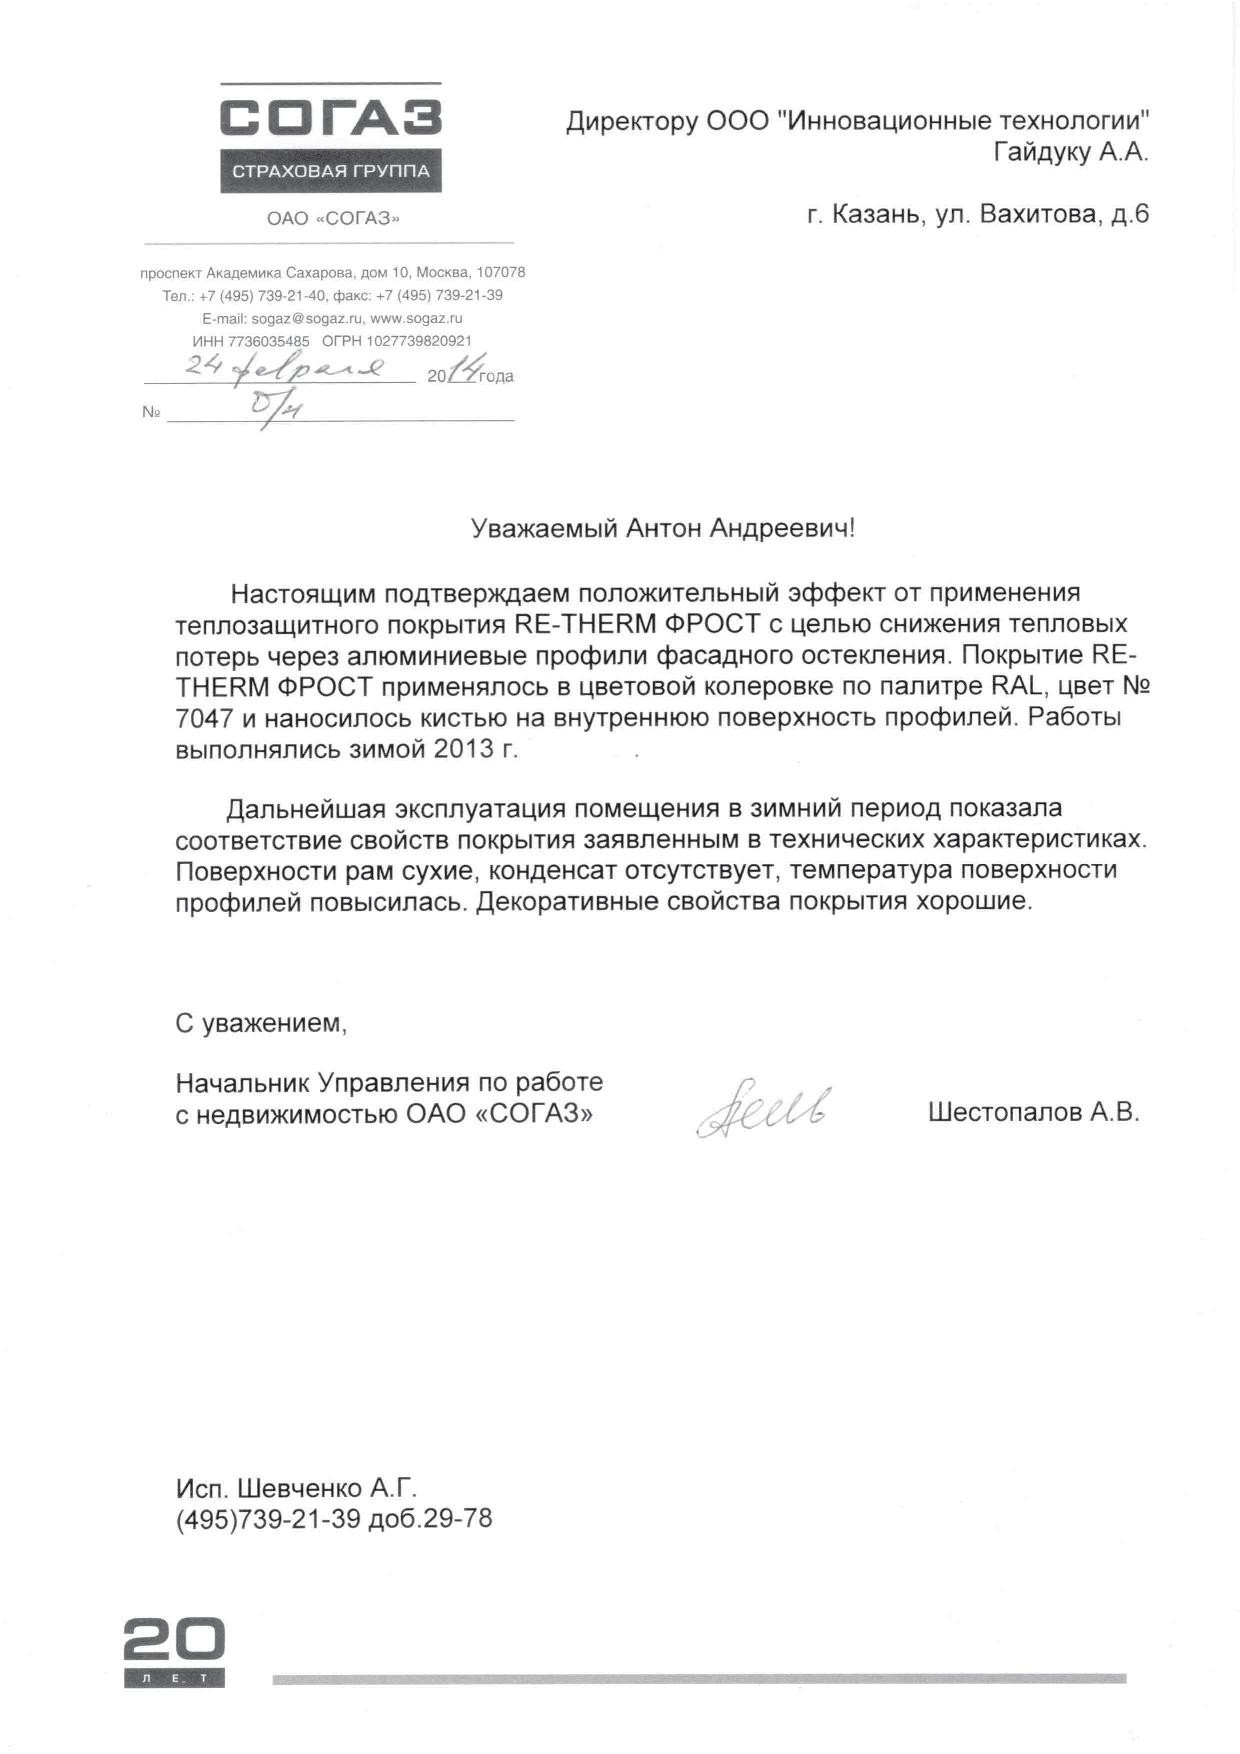 СОГАЗ
СТРАХОВАЯ ГРУППА
ОАО «СОГАЗ»
проспект Академика Сахарова, дом 10, Москва, 107078
Тел.: +7 (495) 739-21-40, факс: +7 (495) 739-21-39
E-mail: sogaz@sogaz.ru, www.sogaz.ru
ИНН 7736035485 ОГРН 1027739820921
24 февраля 2014 года
№ б/н
Директору ООО "Инновационные технологии"
Гайдуку А.А.
г. Казань, ул. Вахитова, д.6
Уважаемый Антон Андреевич!
Настоящим подтверждаем положительный эффект от применения
теплозащитного покрытия RE-THERM ФРОСТ с целью снижения тепловых
потерь через алюминиевые профили фасадного остекления. Покрытие RE-
THERM ФРОСТ применялось в цветовой колеровке по палитре RAL, цвет №
7047 и наносилось кистью на внутреннюю поверхность профилей. Работы
выполнялись зимой 2013 г.
Дальнейшая эксплуатация помещения в зимний период показала
соответствие свойств покрытия заявленным в технических характеристиках.
Поверхности рам сухие, конденсат отсутствует, температура поверхности
профилей повысилась. Декоративные свойства покрытия хорошие.
С уважением,
Начальник Управления по работе
с недвижимостью ОАО «СОГАЗ» Шестопалов А.В.
Исп. Шевченко А.Г.
(495)739-21-39 доб.29-78
20
ЛЕТ